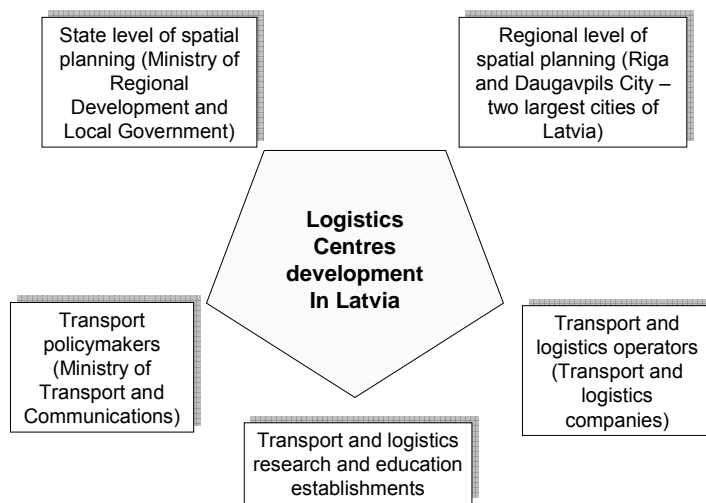 State level of spatial
planning (Ministry of
Regional
Development and
Local Government)
Regional level of
spatial planning (Riga
and Daugavpils City –
two largest cities of
Latvia)
Logistics
Centres
development
In Latvia
Transport
policymakers
(Ministry of
Transport and
Communications)
Transport and
logistics operators
(Transport and
logistics
companies)
Transport and logistics
research and education
establishments